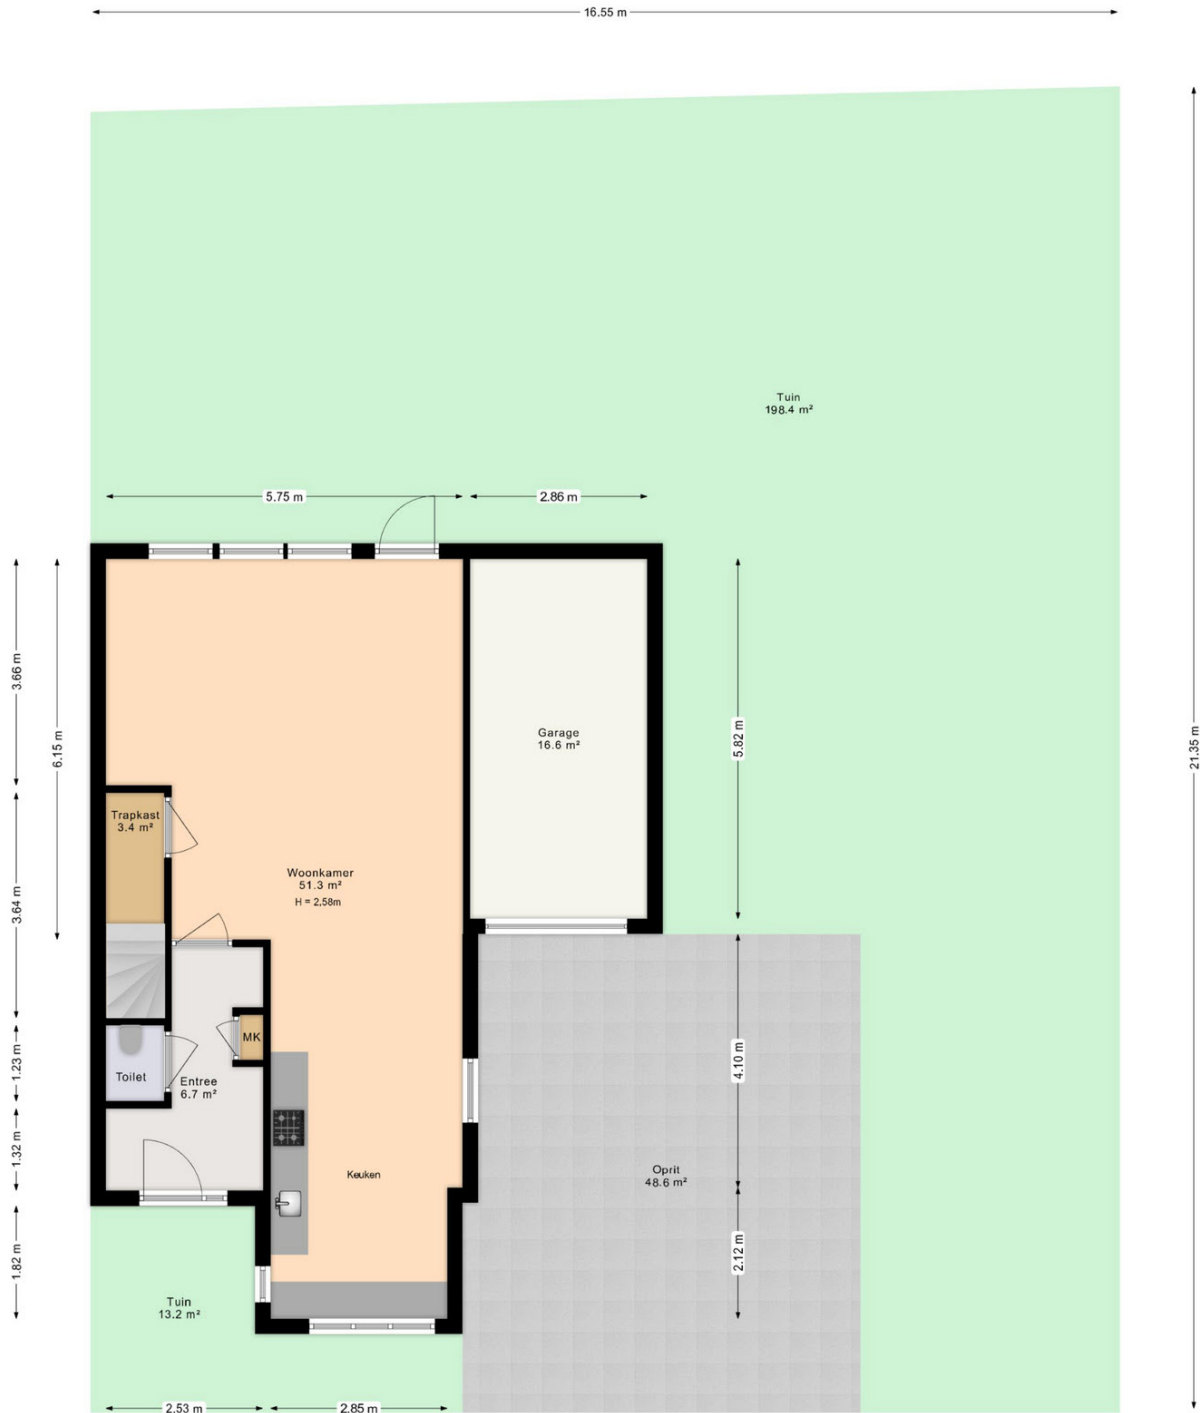 16.55 m
Tuin
198.4 m²
5.75 m
2.86 m
3.66 m
6.15 m
5.82 m
21.35 m
Garage
16.6 m²
Trapkast
3.4 m²
Woonkamer
51.3 m²
H = 2,58m
3.64 m
MK
Toilet
Entree
6.7 m²
1.23 m
4.10 m
1.32 m
Keuken
Oprit
48.6 m²
1.82 m
2.12 m
Tuin
13.2 m²
2.53 m
2.85 m